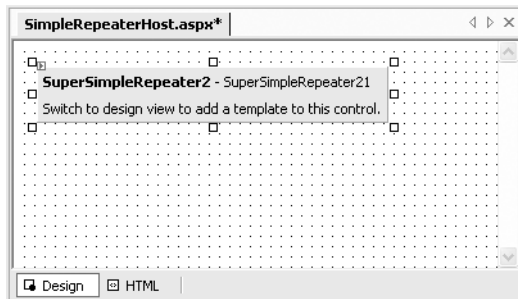 SimpleRepeaterHost.aspx*
SuperSimpleRepeater2 - SuperSimpleRepeater21
Switch to design view to add a template to this control.
Design HTML